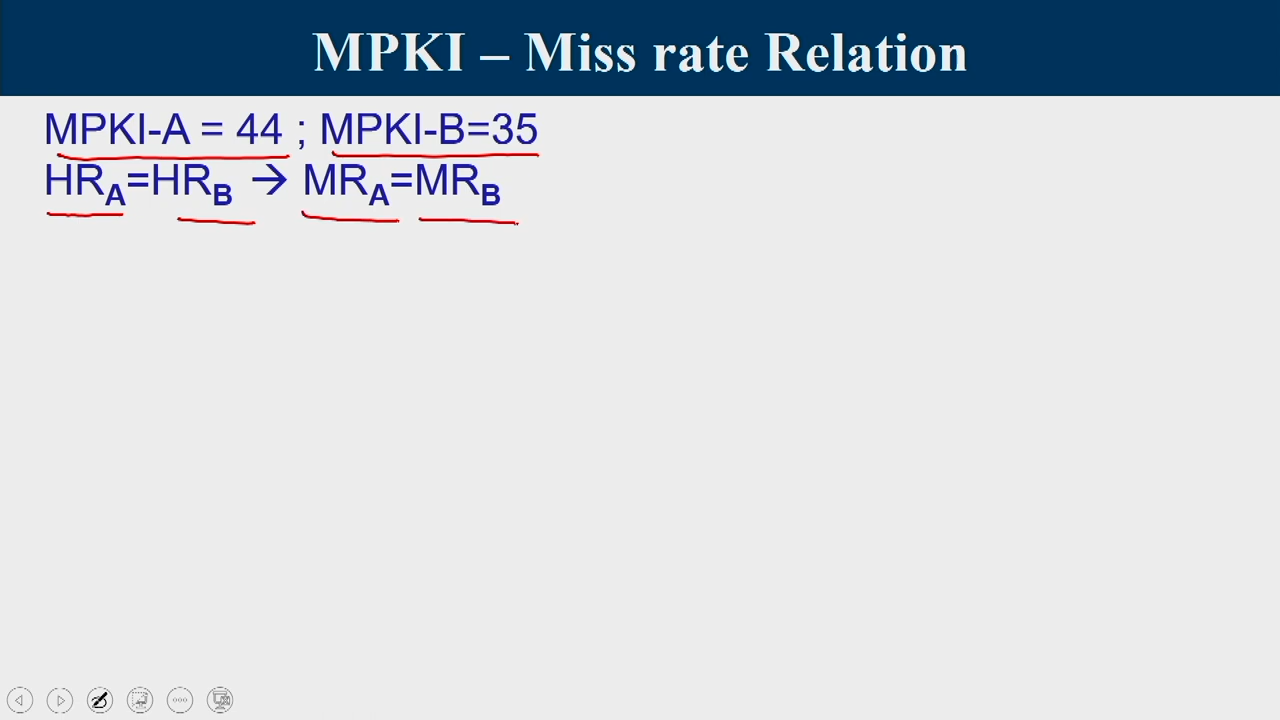 MPKI – Miss rate Relation
MPKI-A = 44 ; MPKI-B=35
HRA=HRB → MRA=MRB